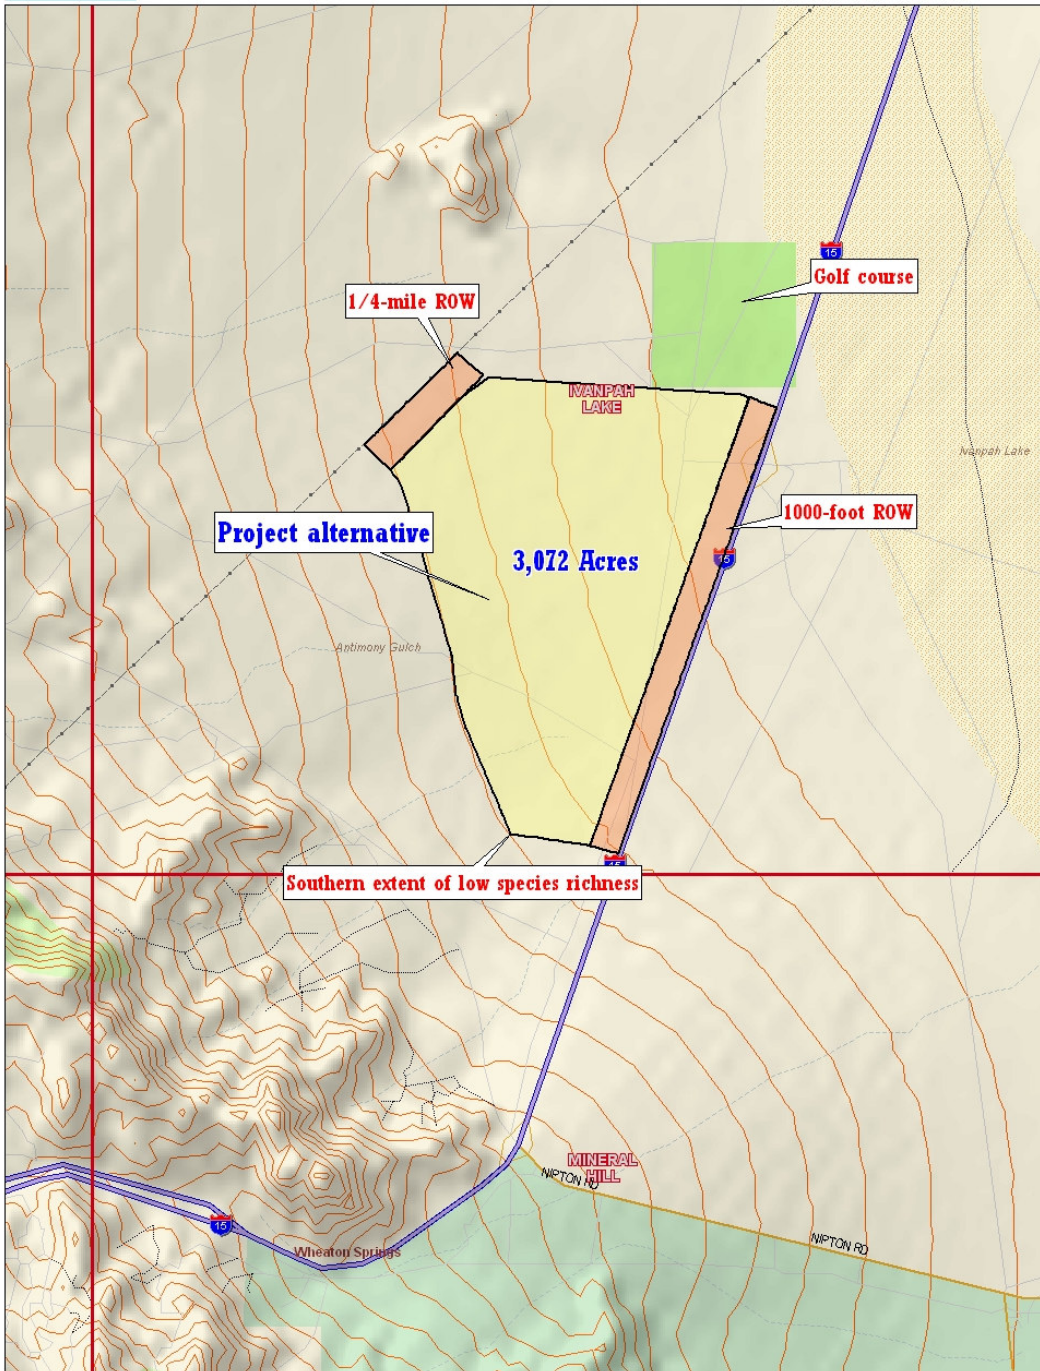 15
Golf course
1/4-mile ROW
IVANPAH
LAKE
Ivanpah Lake
1000-foot ROW
Project alternative
15
3,072 Acres
Antimony Gulch
15
Southern extent of low species richness
MINERAL
HILL
NIPTON RD
15
NIPTON RD
Wheaton Springs